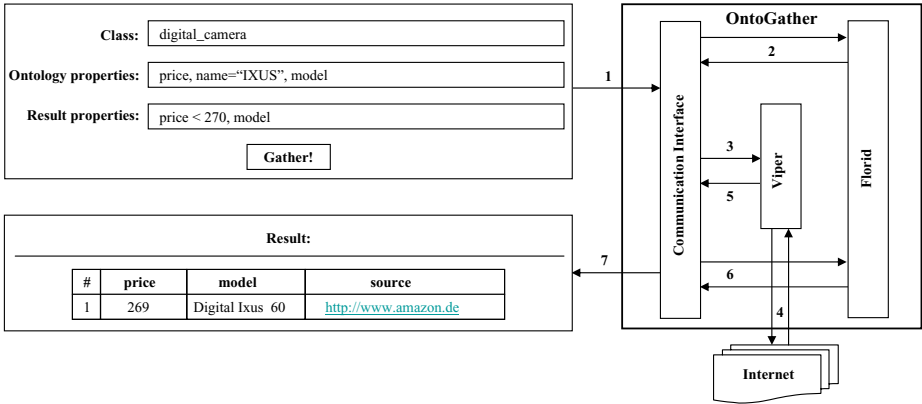 Class: digital_camera
Ontology properties: price, name=“IXUS”, model
Result properties: price < 270, model
Gather!
1
OntoGather
Communication Interface
2
3
Viper
5
Florid
6
4
Internet
7
Result:
# price model source
1 269 Digital Ixus 60 http://www.amazon.de